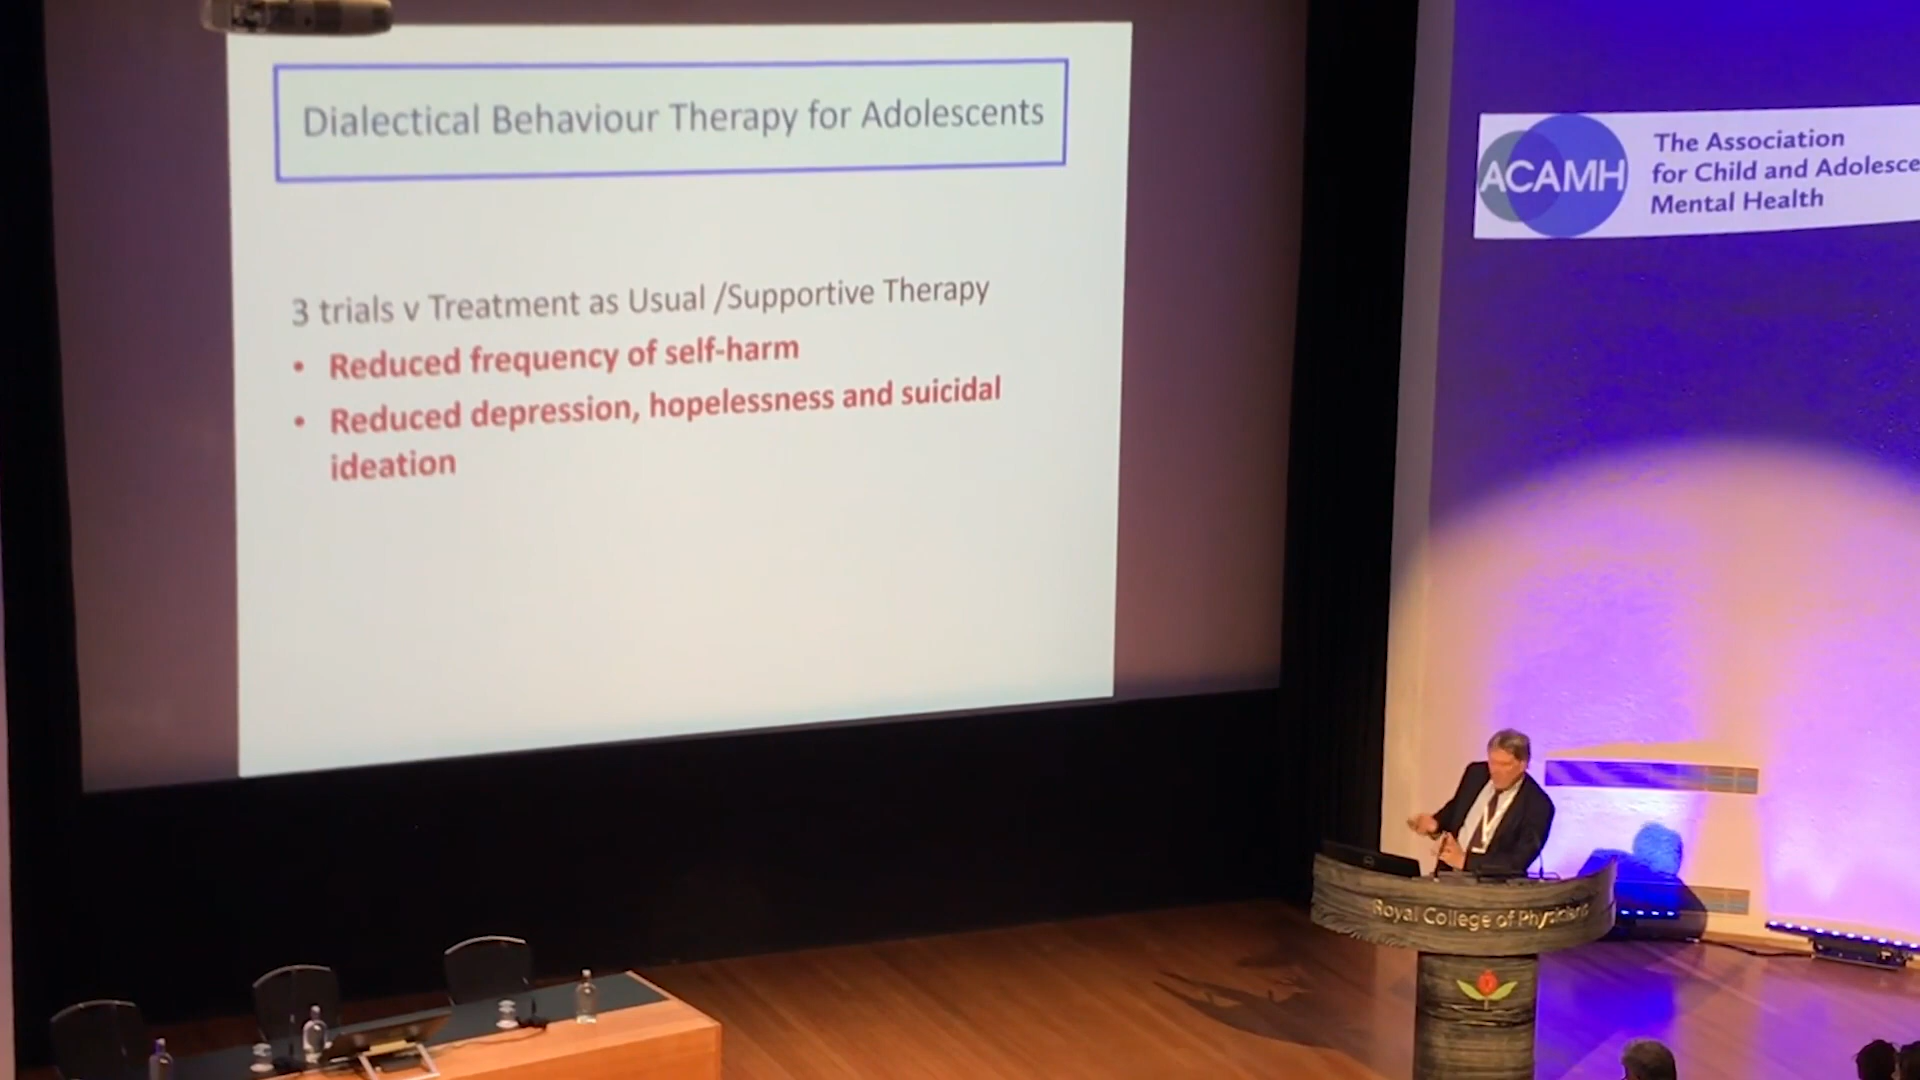 Dialectical Behaviour Therapy for Adolescents
3 trials v Treatment as Usual /Supportive Therapy
• Reduced frequency of self-harm
• Reduced depression, hopelessness and suicidal
ideation
ACAMH
The Association
for Child and Adolesce
Mental Health
Royal College of Physicians